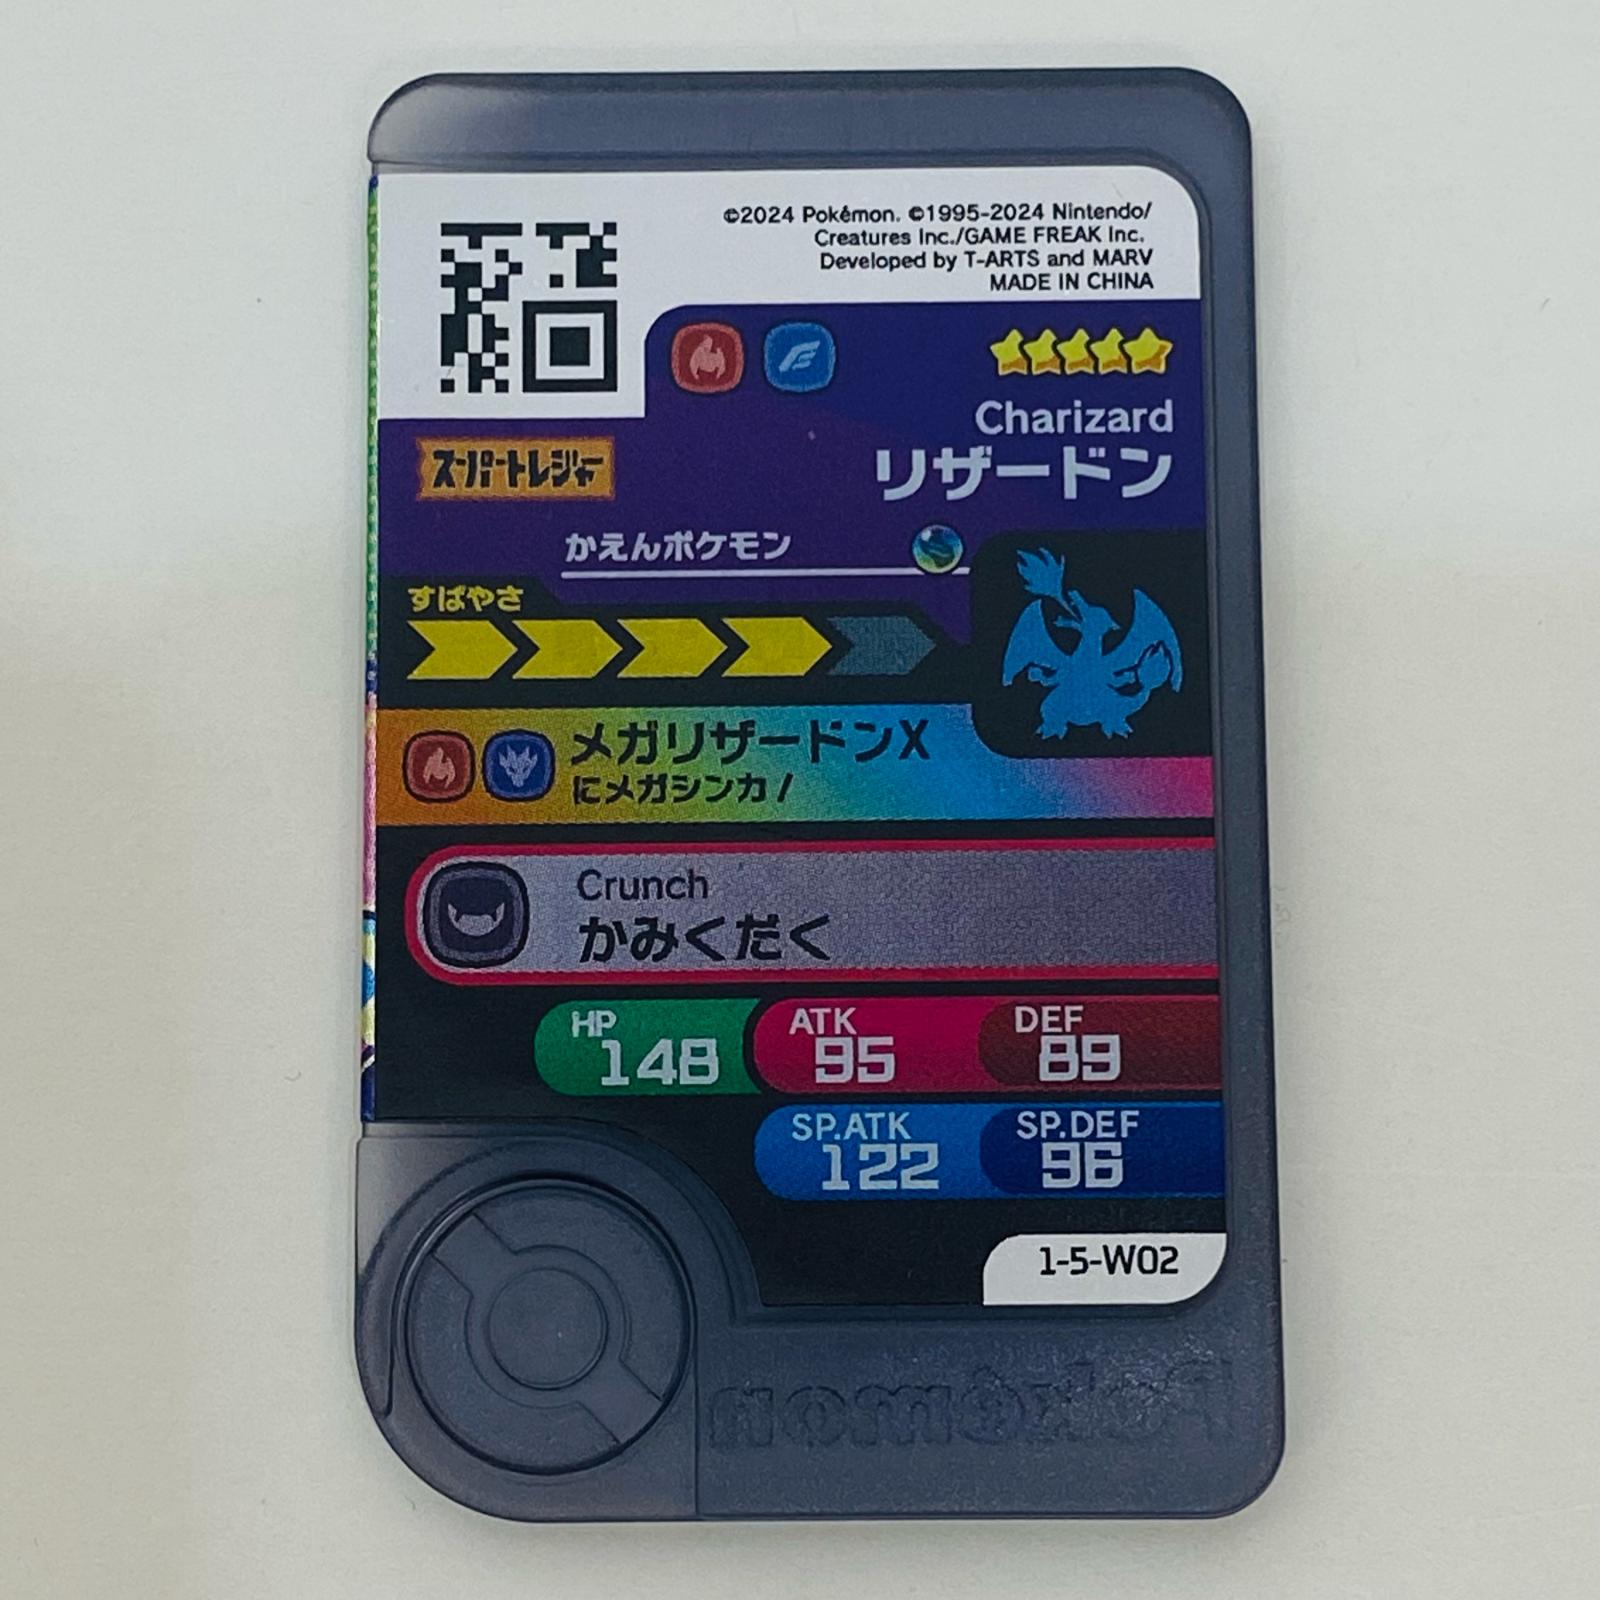 ©2024 Pokémon. ©1995-2024 Nintendo/
Creatures Inc./GAME FREAK Inc.
Developed by T-ARTS and MARV
MADE IN CHINA
Charizard
スーパートレジャー
リザードン
かえんポケモン
すばやさ
メガリザードンX
にメガシンカ!
Crunch
かみくだく
HP
148
ATK
95
DEF
89
SP.ATK
122
SP.DEF
96
1-5-W02
Pokémon